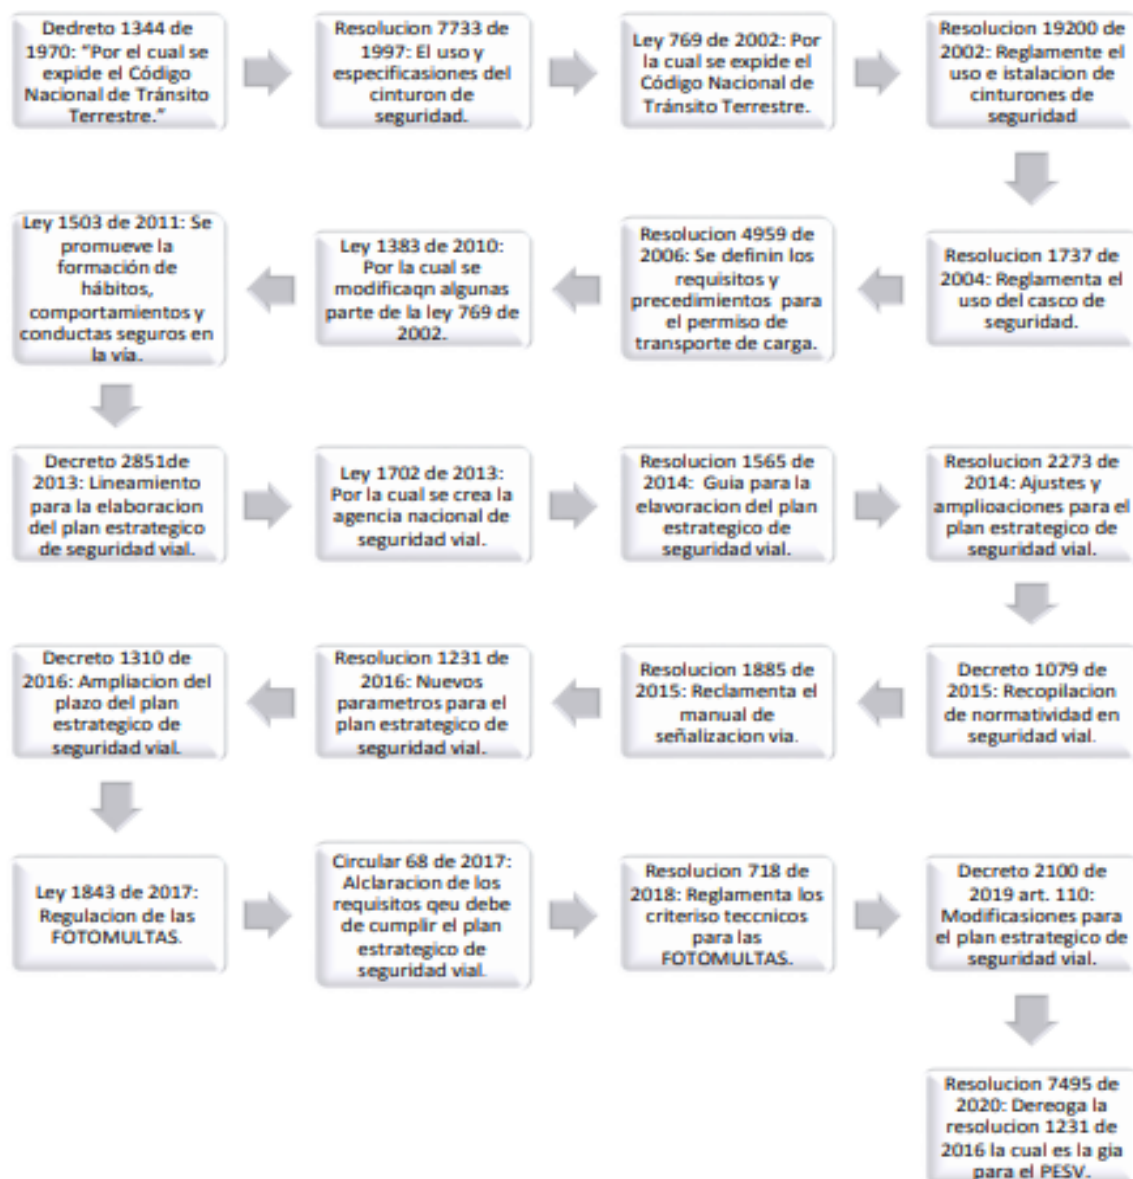 Dedreto 1344 de
1970: "Por el cual se
expide el Código
Nacional de Tránsito
Terrestre."
Resolucion 7733 de
1997: El uso y
especificasiones del
cinturon de
seguridad.
Ley 769 de 2002: Por
la cual se expide el
Código Nacional de
Tránsito Terrestre.
Resolucion 19200 de
2002: Reglamente el
uso e istalacion de
cinturones de
seguridad
Resolucion 1737 de
2004: Reglamenta el
uso del casco de
seguridad.
Resolucion 4959 de
2006: Se definin los
requisitos y
precedimientos para
el permiso de
transporte de carga.
Ley 1383 de 2010:
Por la cual se
modificaqn algunas
parte de la ley 769 de
2002.
Ley 1503 de 2011: Se
promueve la
formación de
hábitos,
comportamientos y
conductas seguros en
la vía.
Decreto 2851de
2013: Lineamiento
para la elaboracion
del plan estrategico
de seguridad vial.
Ley 1702 de 2013:
Por la cual se crea la
agencia nacional de
seguridad vial.
Resolucion 1565 de
2014: Guia para la
elavoracion del plan
estrategico de
seguridad vial.
Resolucion 2273 de
2014: Ajustes y
amplioaciones para el
plan estrategico de
seguridad vial.
Decreto 1079 de
2015: Recopilacion
de normatividad en
seguridad vial.
Resolucion 1885 de
2015: Reclamenta el
manual de
señalizacion via.
Resolucion 1231 de
2016: Nuevos
parametros para el
plan estrategico de
seguridad vial.
Decreto 1310 de
2016: Ampliacion del
plazo del plan
estrategico de
seguridad vial.
Ley 1843 de 2017:
Regulacion de las
FOTOMULTAS.
Circular 68 de 2017:
Alclaracion de los
requisitos qeu debe
de cumplir el plan
estrategico de
seguridad vial.
Resolucion 718 de
2018: Reglamenta los
criteriso teccnicos
para las
FOTOMULTAS.
Decreto 2100 de
2019 art. 110:
Modificasiones para
el plan estrategico de
seguridad vial.
Resolucion 7495 de
2020: Dereoga la
resolucion 1231 de
2016 la cual es la gia
para el PESV.